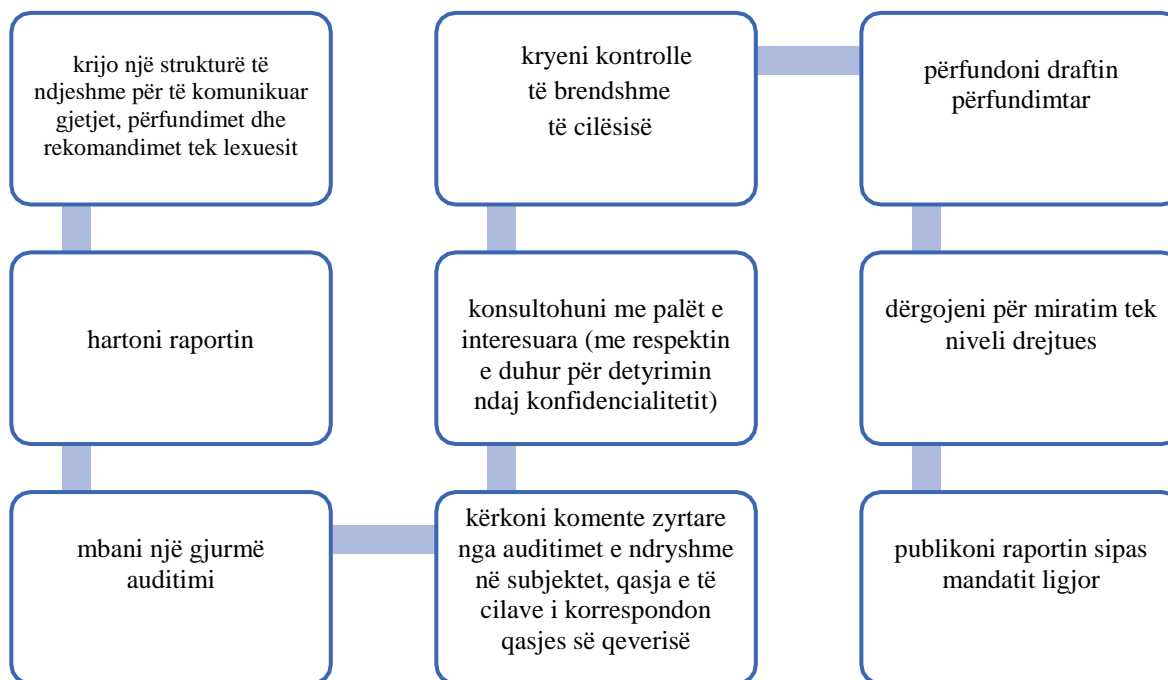 krijo një strukturë të
ndjeshme për të komunikuar
gjetjet, përfundimet dhe
rekomandimet tek lexuesit
hartoni raportin
mbani një gjurmë
auditimi
kërkoni komente zyrtare
nga auditimet e ndryshme
në subjektet, qasja e të
cilave i korrespondon
qasjes së qeverisë
konsultohuni me palët e
interesuara (me respektin
e duhur për detyrimin
ndaj konfidencialitetit)
kryeni kontrolle
të brendshme
të cilësisë
përfundoni draftin
përfundimtar
dërgojeni për miratim tek
niveli drejtues
publikoni raportin sipas
mandatit ligjor